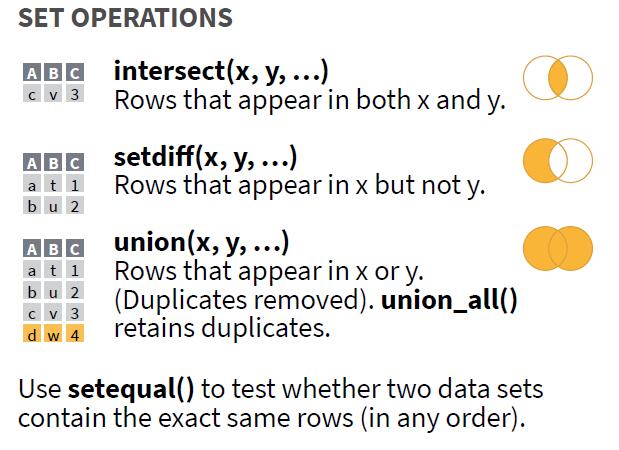 SET OPERATIONS
A B C
c v 3
intersect(x, y, …)
Rows that appear in both x and y.
A B C
a t 1
b u 2
setdiff(x, y, …)
Rows that appear in x but not y.
A B C
a t 1
b u 2
c v 3
d w 4
union(x, y, …)
Rows that appear in x or y.
(Duplicates removed). union_all()
retains duplicates.
Use setequal() to test whether two data sets
contain the exact same rows (in any order).